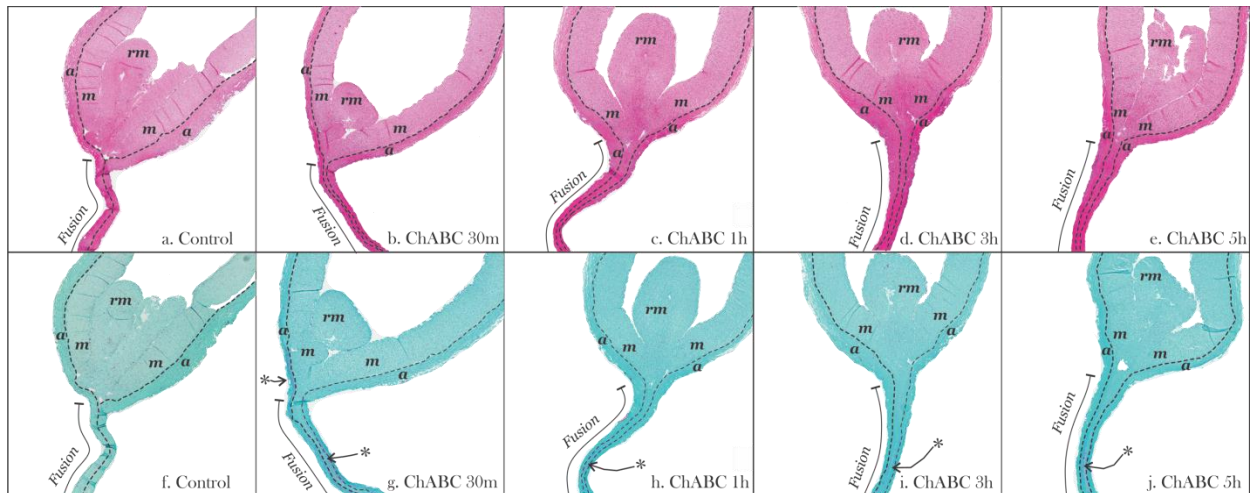 rm
a
m
m
a
Fusion
a. Control
a
m
rm
m
a
Fusion
b. ChABC 30m
rm
m
m
a
Fusion
c. ChABC 1h
rm
m
m
a
a
Fusion
d. ChABC 3h
rm
m
m
a
a
Fusion
e. ChABC 5h
rm
a
m
m
a
Fusion
f. Control
rm
a
m
m
a
*
*
Fusion
g. ChABC 30m
rm
a
m
m
a
Fusion
*
h. ChABC 1h
rm
m
m
a
a
Fusion
*
i. ChABC 3h
rm
m
m
a
a
Fusion
*
j. ChABC 5h